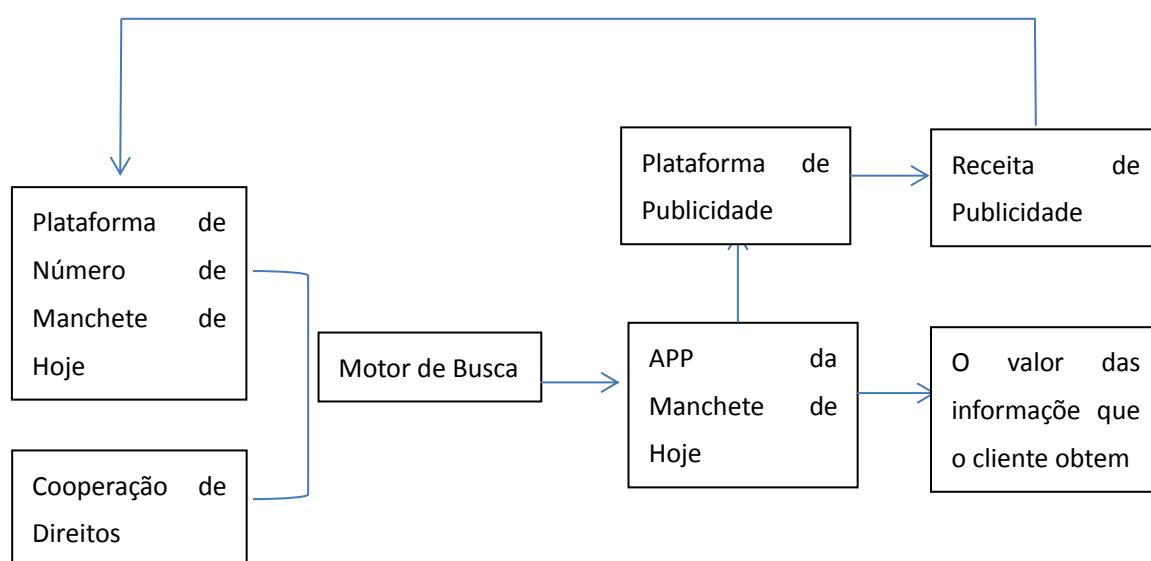 Plataforma de
Publicidade
Receita de
Publicidade
Plataforma de
Número de
Manchete de
Hoje
Motor de Busca
APP da
Manchete de
Hoje
O valor das
informaçõe que
o cliente obtem
Cooperação de
Direitos